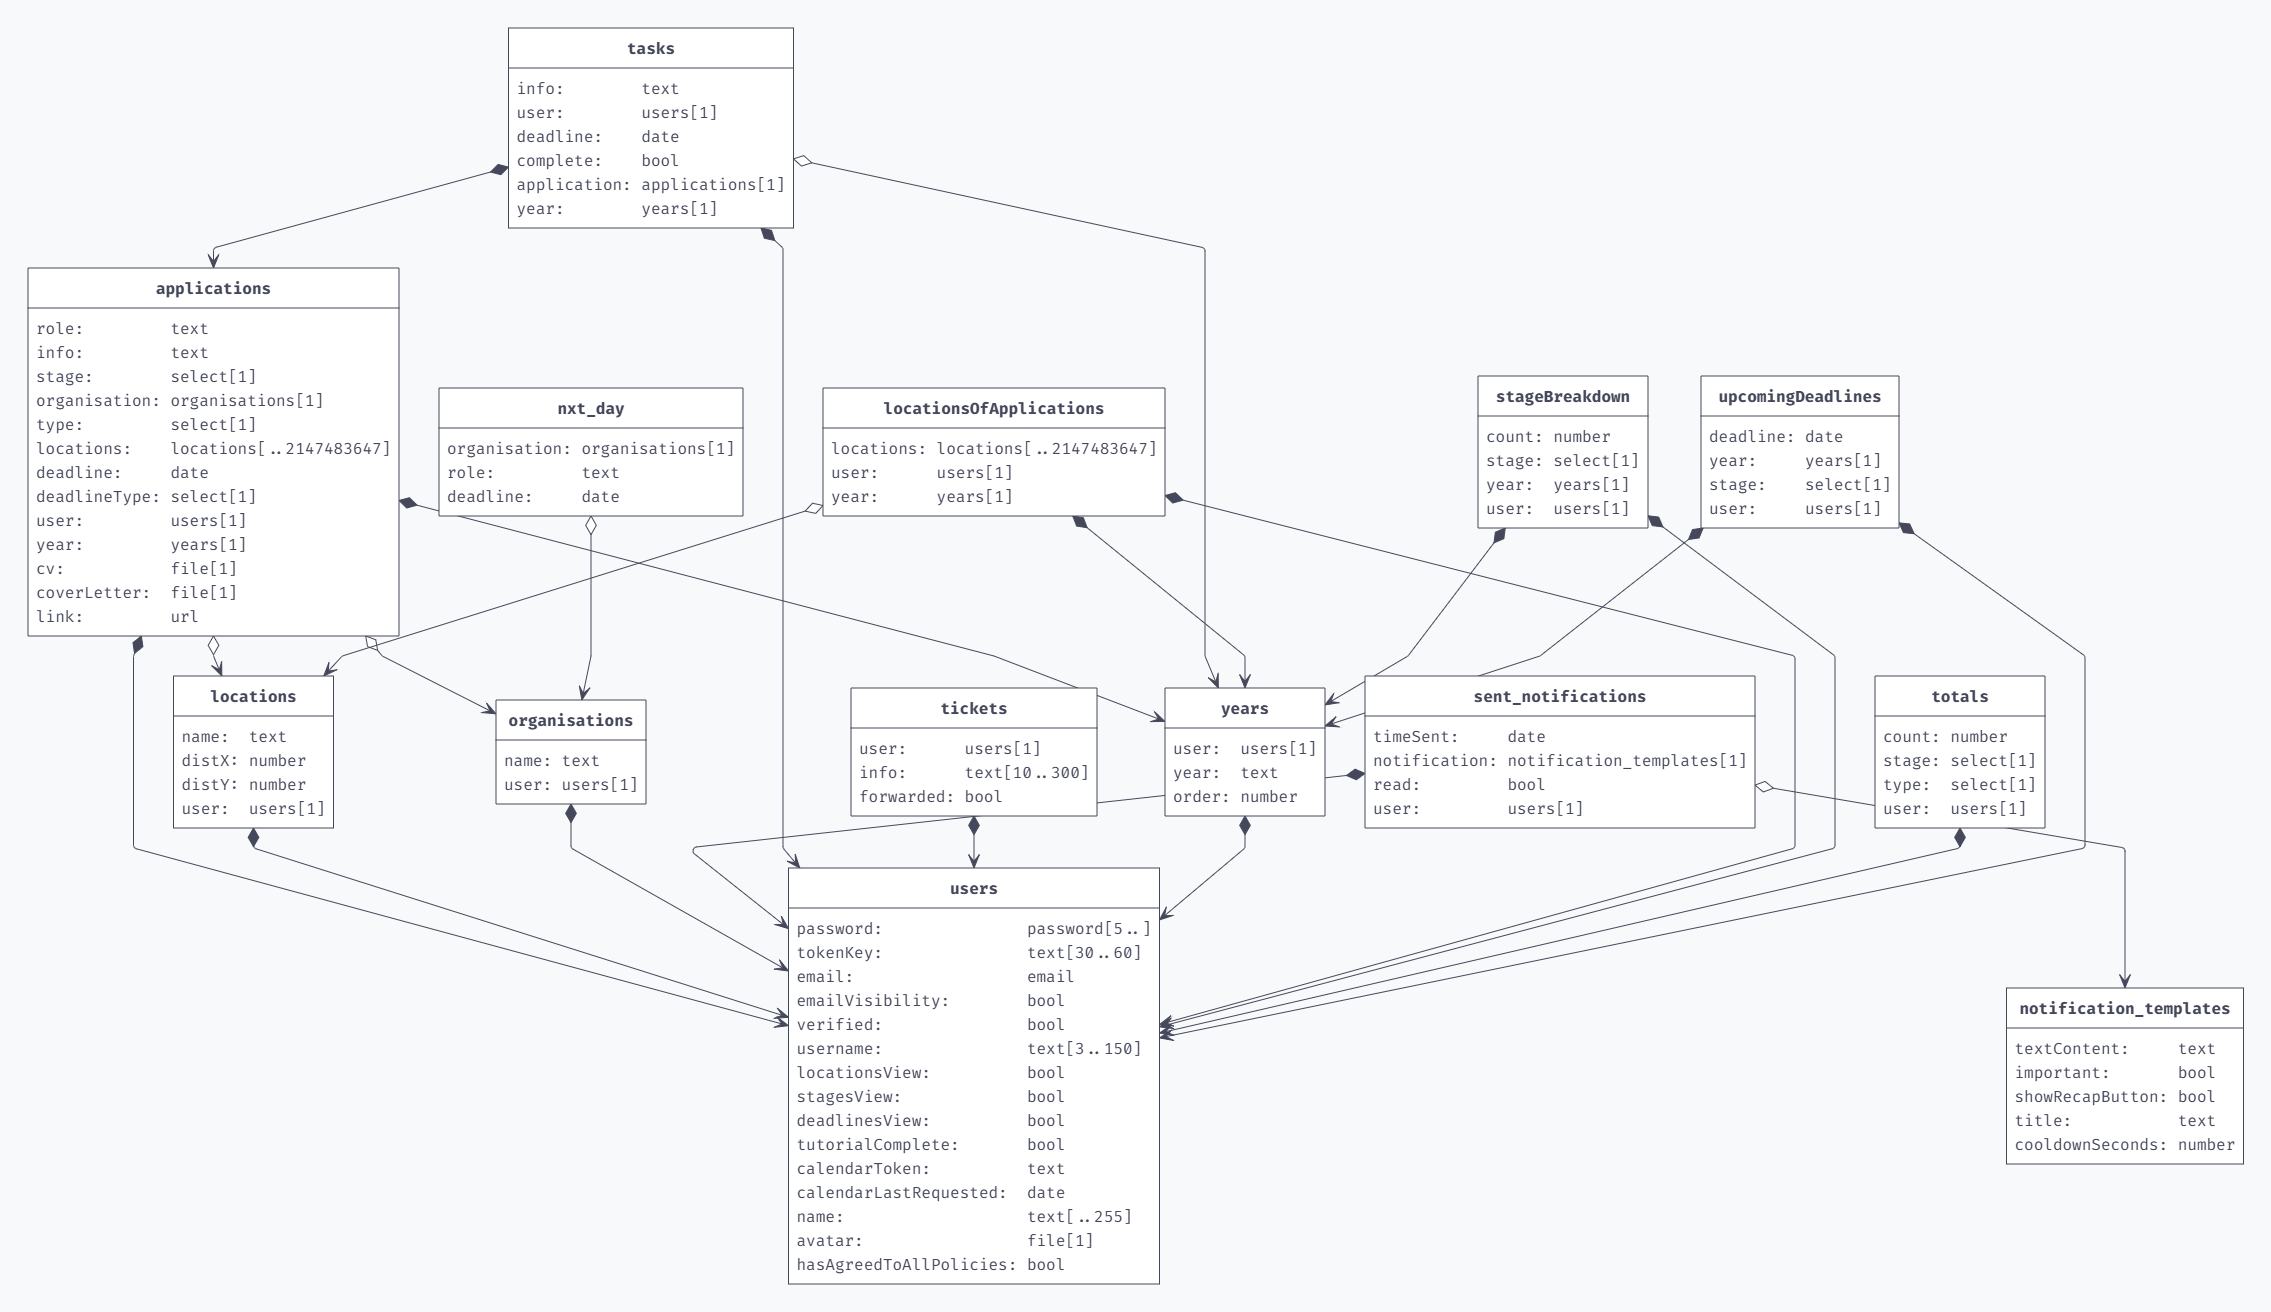 tasks
info: text
user: users[1]
deadline: date
complete: bool
application: applications[1]
year: years[1]
applications
role: text
info: text
stage: select[1]
organisation: organisations[1]
type: select[1]
locations: locations[..2147483647]
deadline: date
deadlineType: select[1]
user: users[1]
year: years[1]
cv: file[1]
coverLetter: file[1]
link: url
nxt_day
organisation: organisations[1]
role: text
deadline: date
locationsOfApplications
locations: locations[..2147483647]
user: users[1]
year: years[1]
stageBreakdown
count: number
stage: select[1]
year: years[1]
user: users[1]
upcomingDeadlines
deadline: date
year: years[1]
stage: select[1]
user: users[1]
locations
name: text
distX: number
distY: number
user: users[1]
organisations
name: text
user: users[1]
tickets
user: users[1]
info: text[10..300]
forwarded: bool
years
user: users[1]
year: text
order: number
sent_notifications
timeSent: date
notification: notification_templates[1]
read: bool
user: users[1]
totals
count: number
stage: select[1]
type: select[1]
user: users[1]
users
password: password[5..]
tokenKey: text[30..60]
email: email
emailVisibility: bool
verified: bool
username: text[3..150]
locationsView: bool
stagesView: bool
deadlinesView: bool
tutorialComplete: bool
calendarToken: text
calendarLastRequested: date
name: text[..255]
avatar: file[1]
hasAgreedToAllPolicies: bool
notification_templates
textContent: text
important: bool
showRecapButton: bool
title: text
cooldownSeconds: number